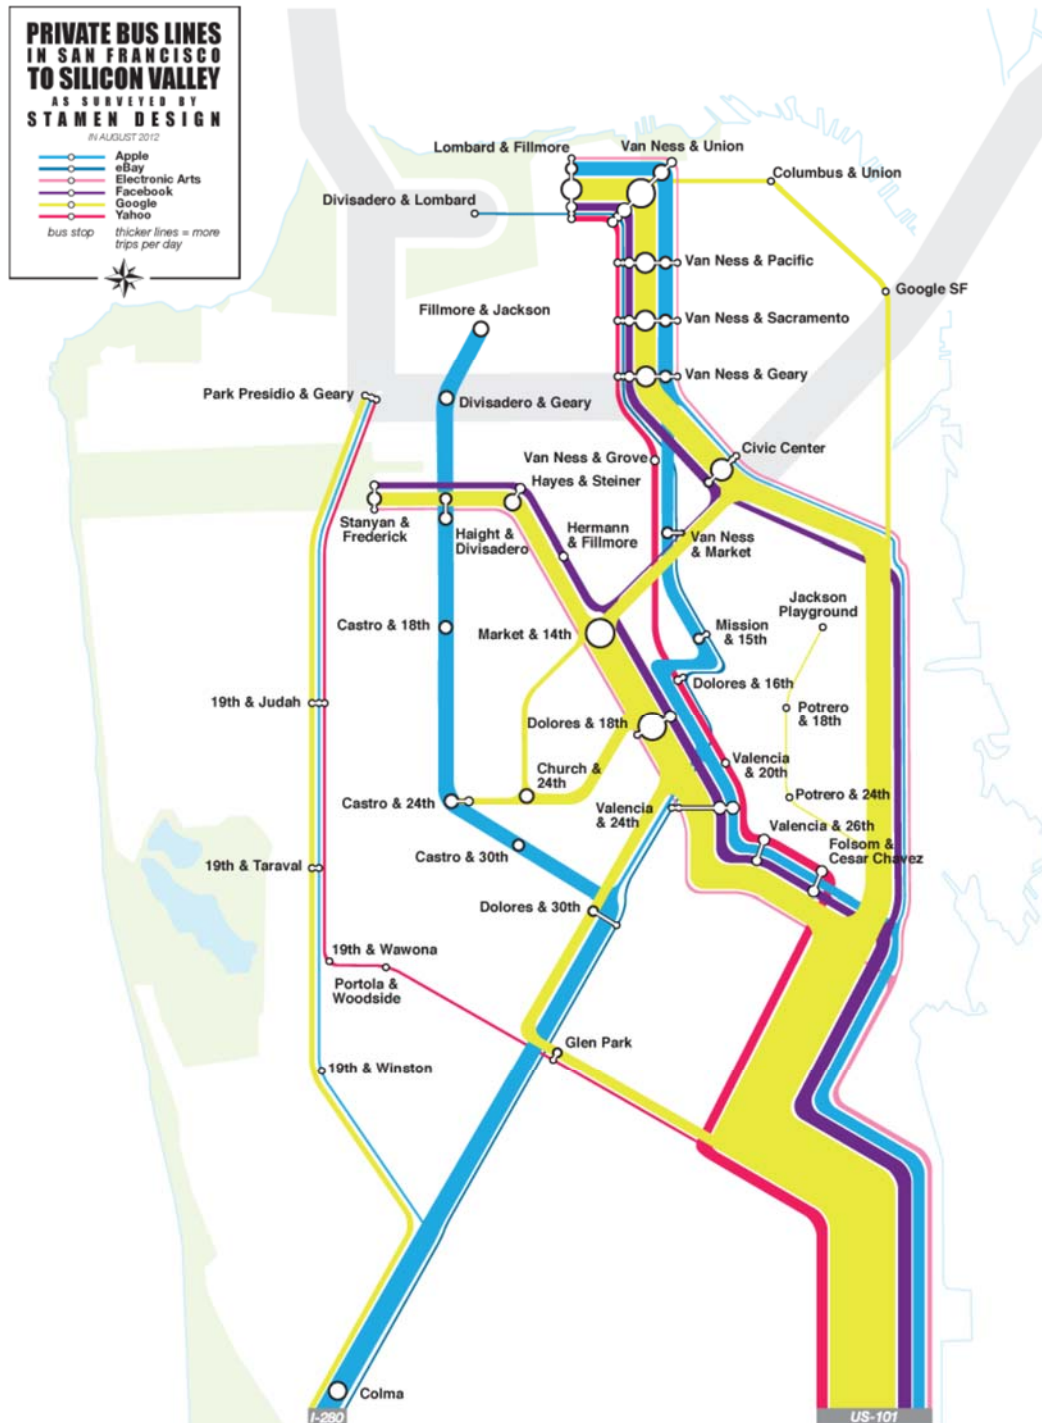 PRIVATE BUS LINES
IN SAN FRANCISCO
TO SILICON VALLEY
AS SURVEYED BY
STAMEN DESIGN
IN AUGUST 2012
Apple
eBay
Electronic Arts
Facebook
Google
Yahoo
bus stop
thicker lines = more
trips per day
Lombard & Fillmore
Van Ness & Union
Columbus & Union
Divisadero & Lombard
Van Ness & Pacific
Google SF
Fillmore & Jackson
Van Ness & Sacramento
Van Ness & Geary
Park Presidio & Geary
Divisadero & Geary
Civic Center
Van Ness & Grove
Hayes & Steiner
Stanyan &
Frederick
Haight &
Divisadero
Hermann
& Fillmore
Van Ness
& Market
Jackson
Playground
Castro & 18th
Market & 14th
Mission
& 15th
Dolores & 16th
19th & Judah
Potrero
& 18th
Dolores & 18th
Valencia
& 20th
Church &
24th
Castro & 24th
Potrero & 24th
Valencia
& 24th
Valencia & 26th
Castro & 30th
Folsom &
Cesar Chavez
19th & Taraval
Dolores & 30th
19th & Wawona
Portola &
Woodside
Glen Park
19th & Winston
Colma
I-280
US-101